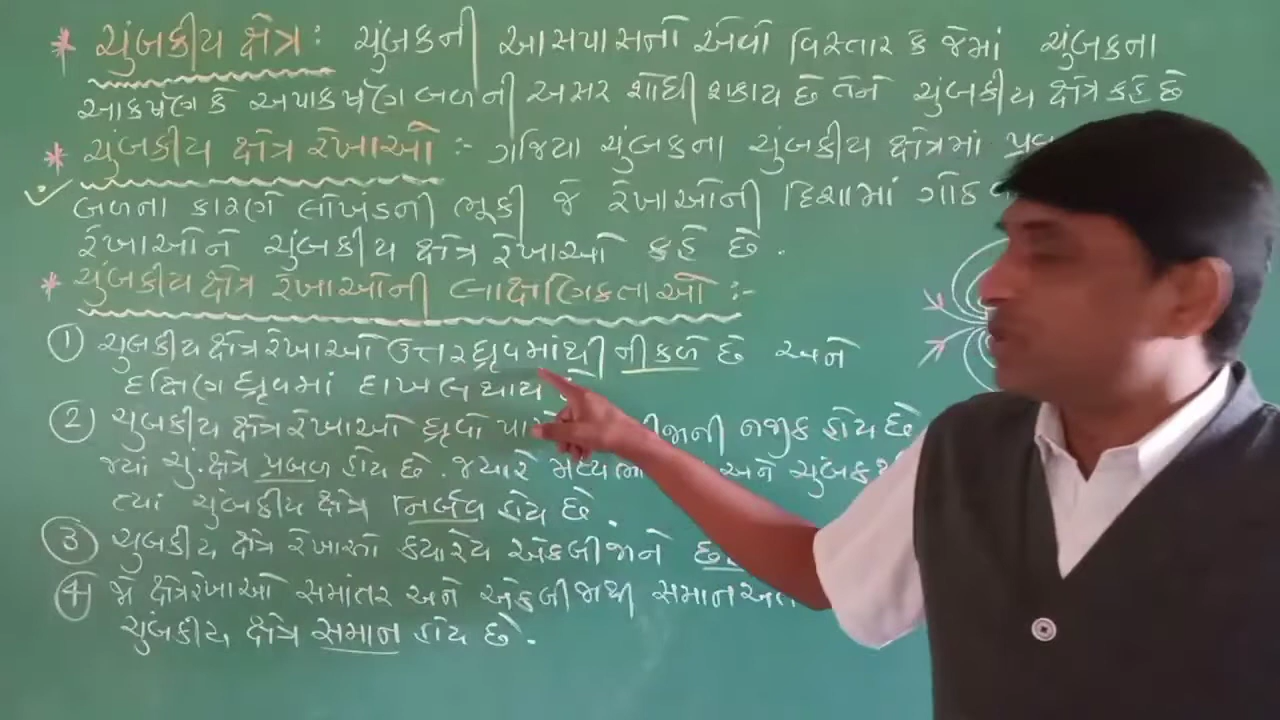 * ચુંબકીય ક્ષેત્ર : ચુંબકની આસપાસનો એવો વિસ્તાર કે જેમાં ચુંબકના
આકર્ષણ કે અપાકર્ષણ બળની અસર શોધી શકાય છે તેને ચુંબકીય ક્ષેત્ર કહે છે
* ચુંબકીય ક્ષેત્ર રેખાઓ :- ગજિયા ચુંબકના ચુંબકીય ક્ષેત્રમાં
બળના કારણે લોખંડની ભૂકી જે રેખાઓની દિશામાં
રેખાઓને ચુંબકીય ક્ષેત્ર રેખાઓ કહે છે .
* ચુંબકીય ક્ષેત્ર રેખાઓની લાક્ષણિકતાઓ :-
① ચુંબકીય ક્ષેત્ર રેખાઓ ઉત્તર ધ્રુવમાંથી નીકળે છે અને
દક્ષિણ ધ્રુવમાં દાખલ થાય
② ચુંબકીય ક્ષેત્ર રેખાઓ ધ્રુવો નજીક હોય છે
જ્યાં ચું. ક્ષેત્ર પ્રબળ હોય છે . જ્યારે અને
ત્યાં ચુંબકીય ક્ષેત્ર નિર્બળ હોય છે .
③ ચુંબકીય ક્ષેત્ર રેખાઓ ક્યારેય એકબીજાને
④ જો ક્ષેત્રરેખાઓ સમાંતર અને એકબીજાથી સમાન
ચુંબકીય ક્ષેત્ર સમાન હોય છે .